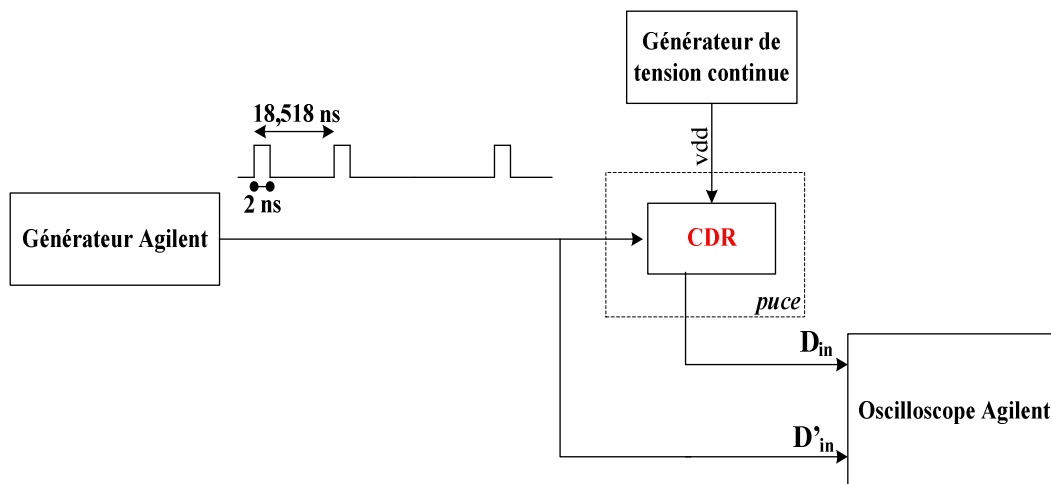 Générateur de
tension continue
18,518 ns
vdd
2 ns
Générateur Agilent
CDR
puce
Din
Oscilloscope Agilent
D’in